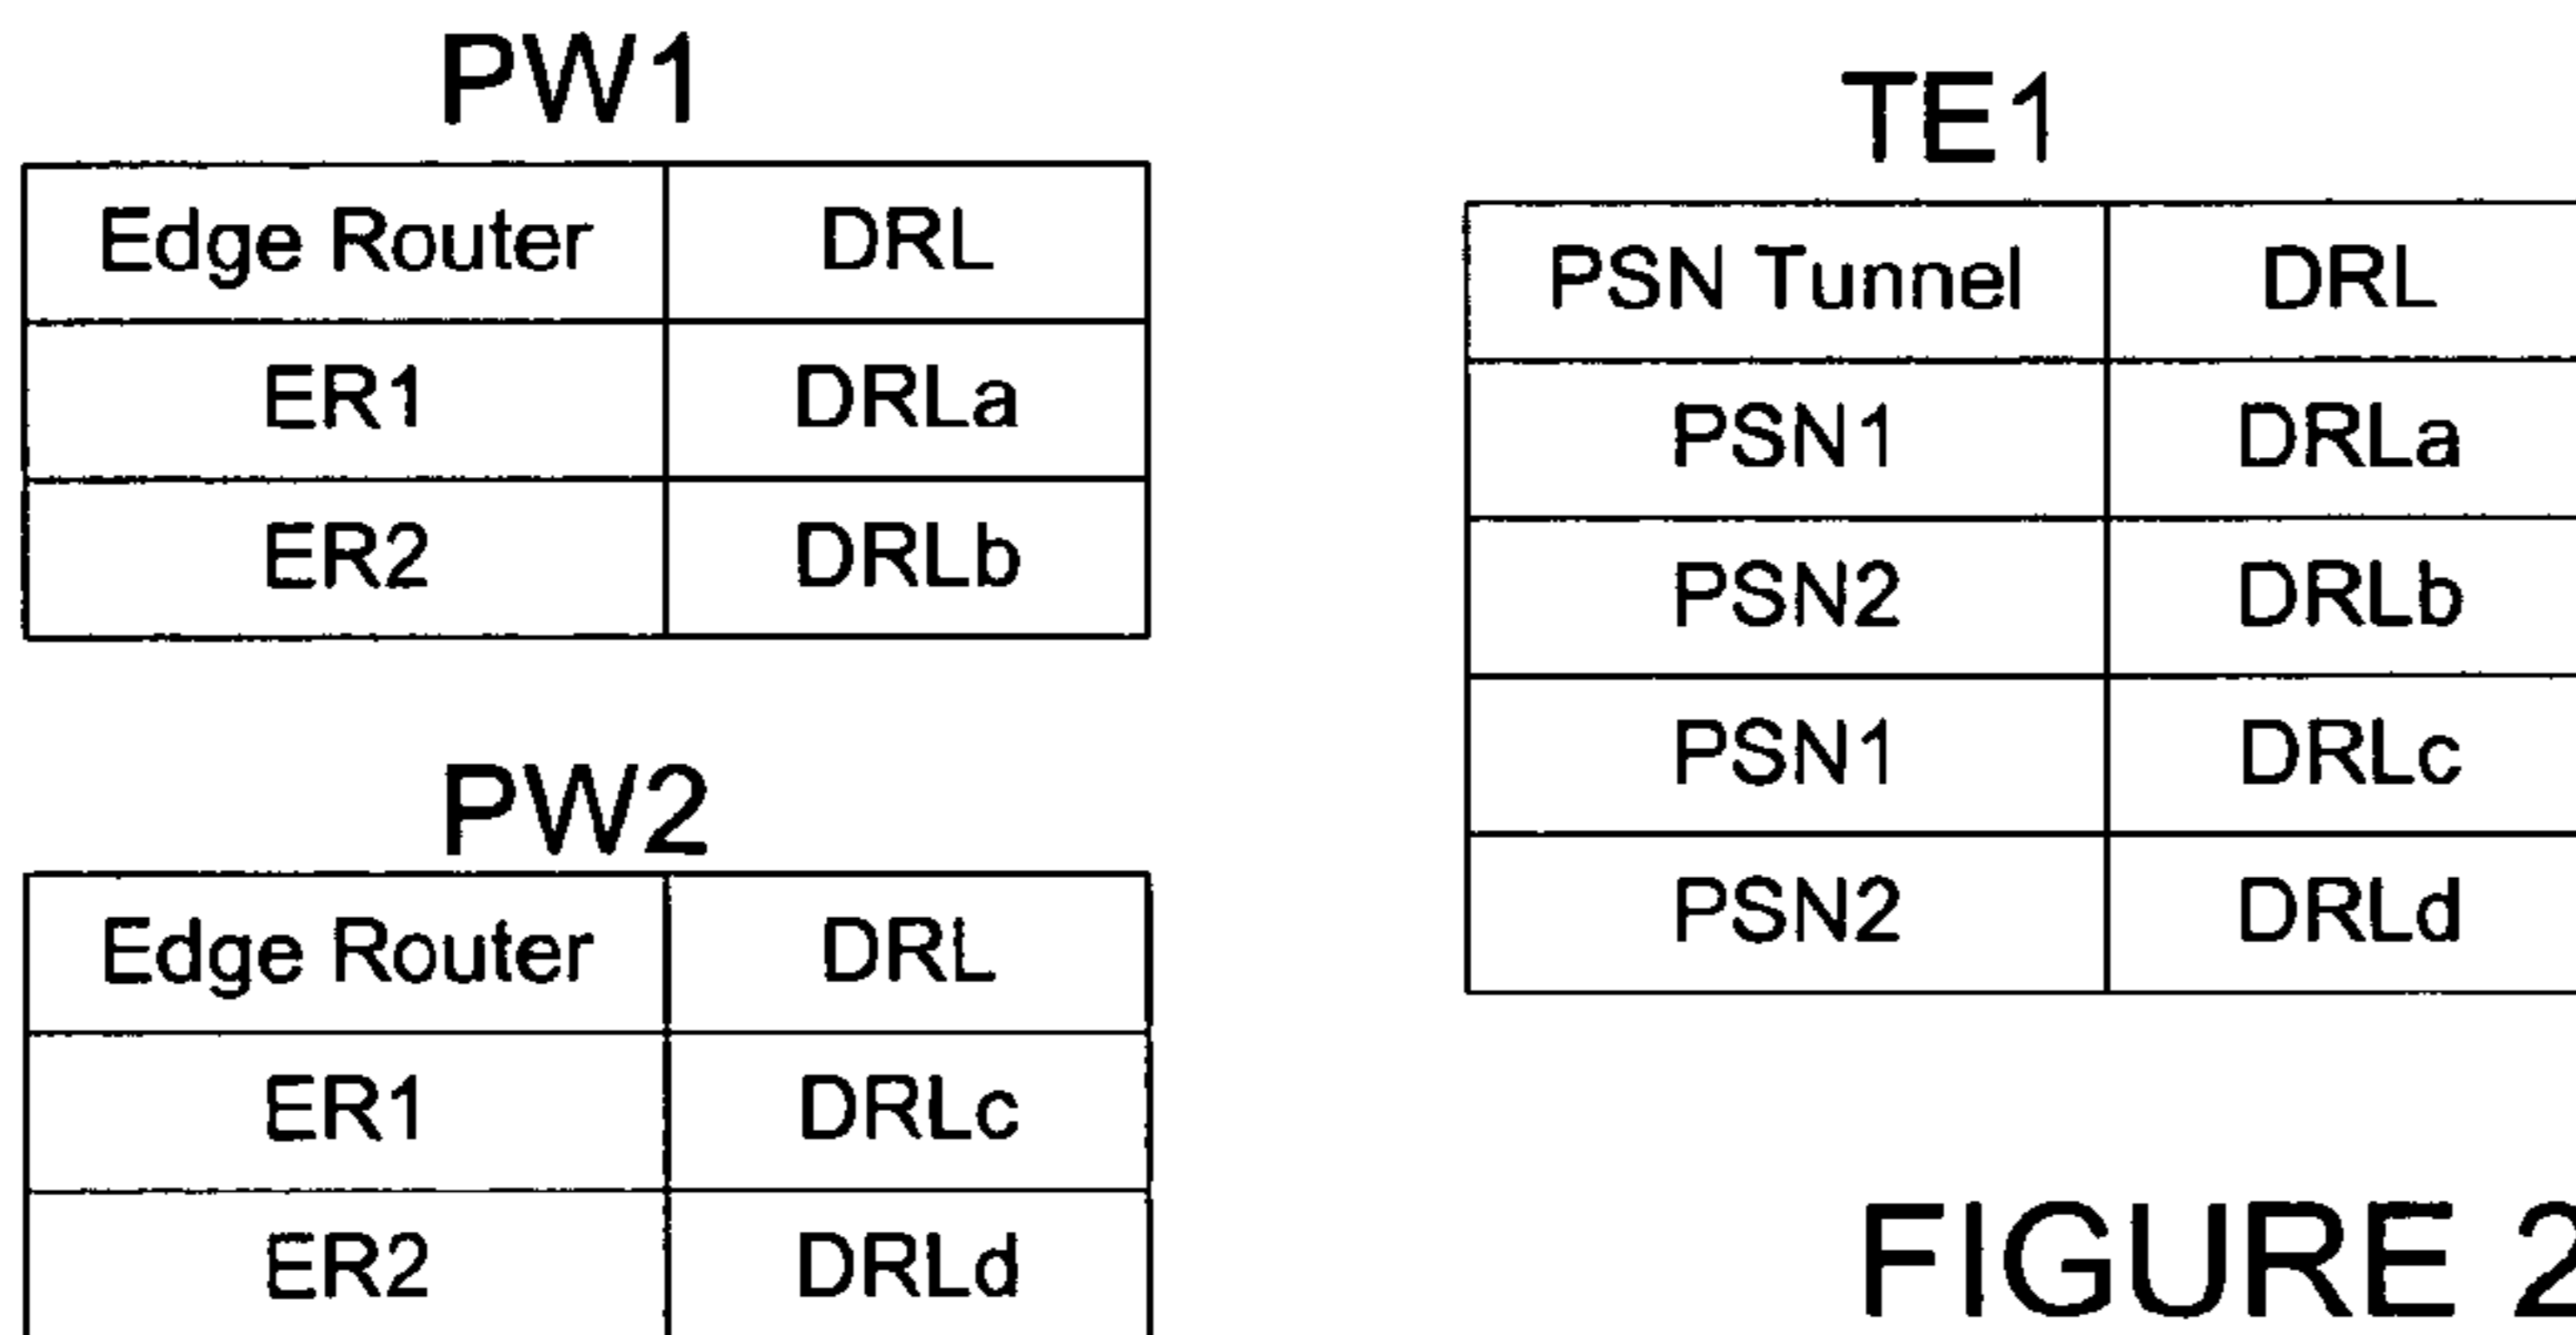 PW1
Edge Router DRL
ER1 DRLa
ER2 DRLb
PW2
Edge Router DRL
ER1 DRLc
ER2 DRLd
TE1
PSN Tunnel DRL
PSN1 DRLa
PSN2 DRLb
PSN1 DRLc
PSN2 DRLd
FIGURE 2